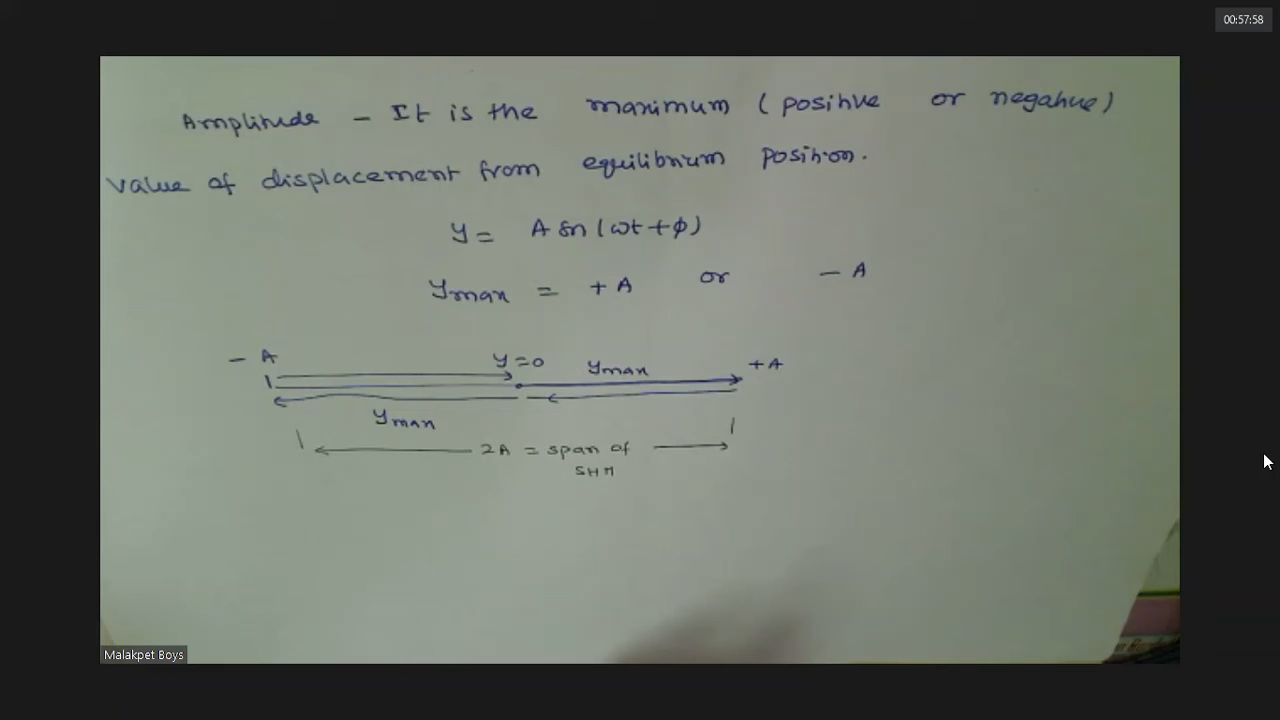 00:57:58
Amplitude - It is the maximum (positive or negative)
value of displacement from equilibrium position.
y = A sin (ωt + φ)
ymax = + A or - A
- A y = 0 ymax + A
ymax
2A = span of
SHM
Malakpet Boys